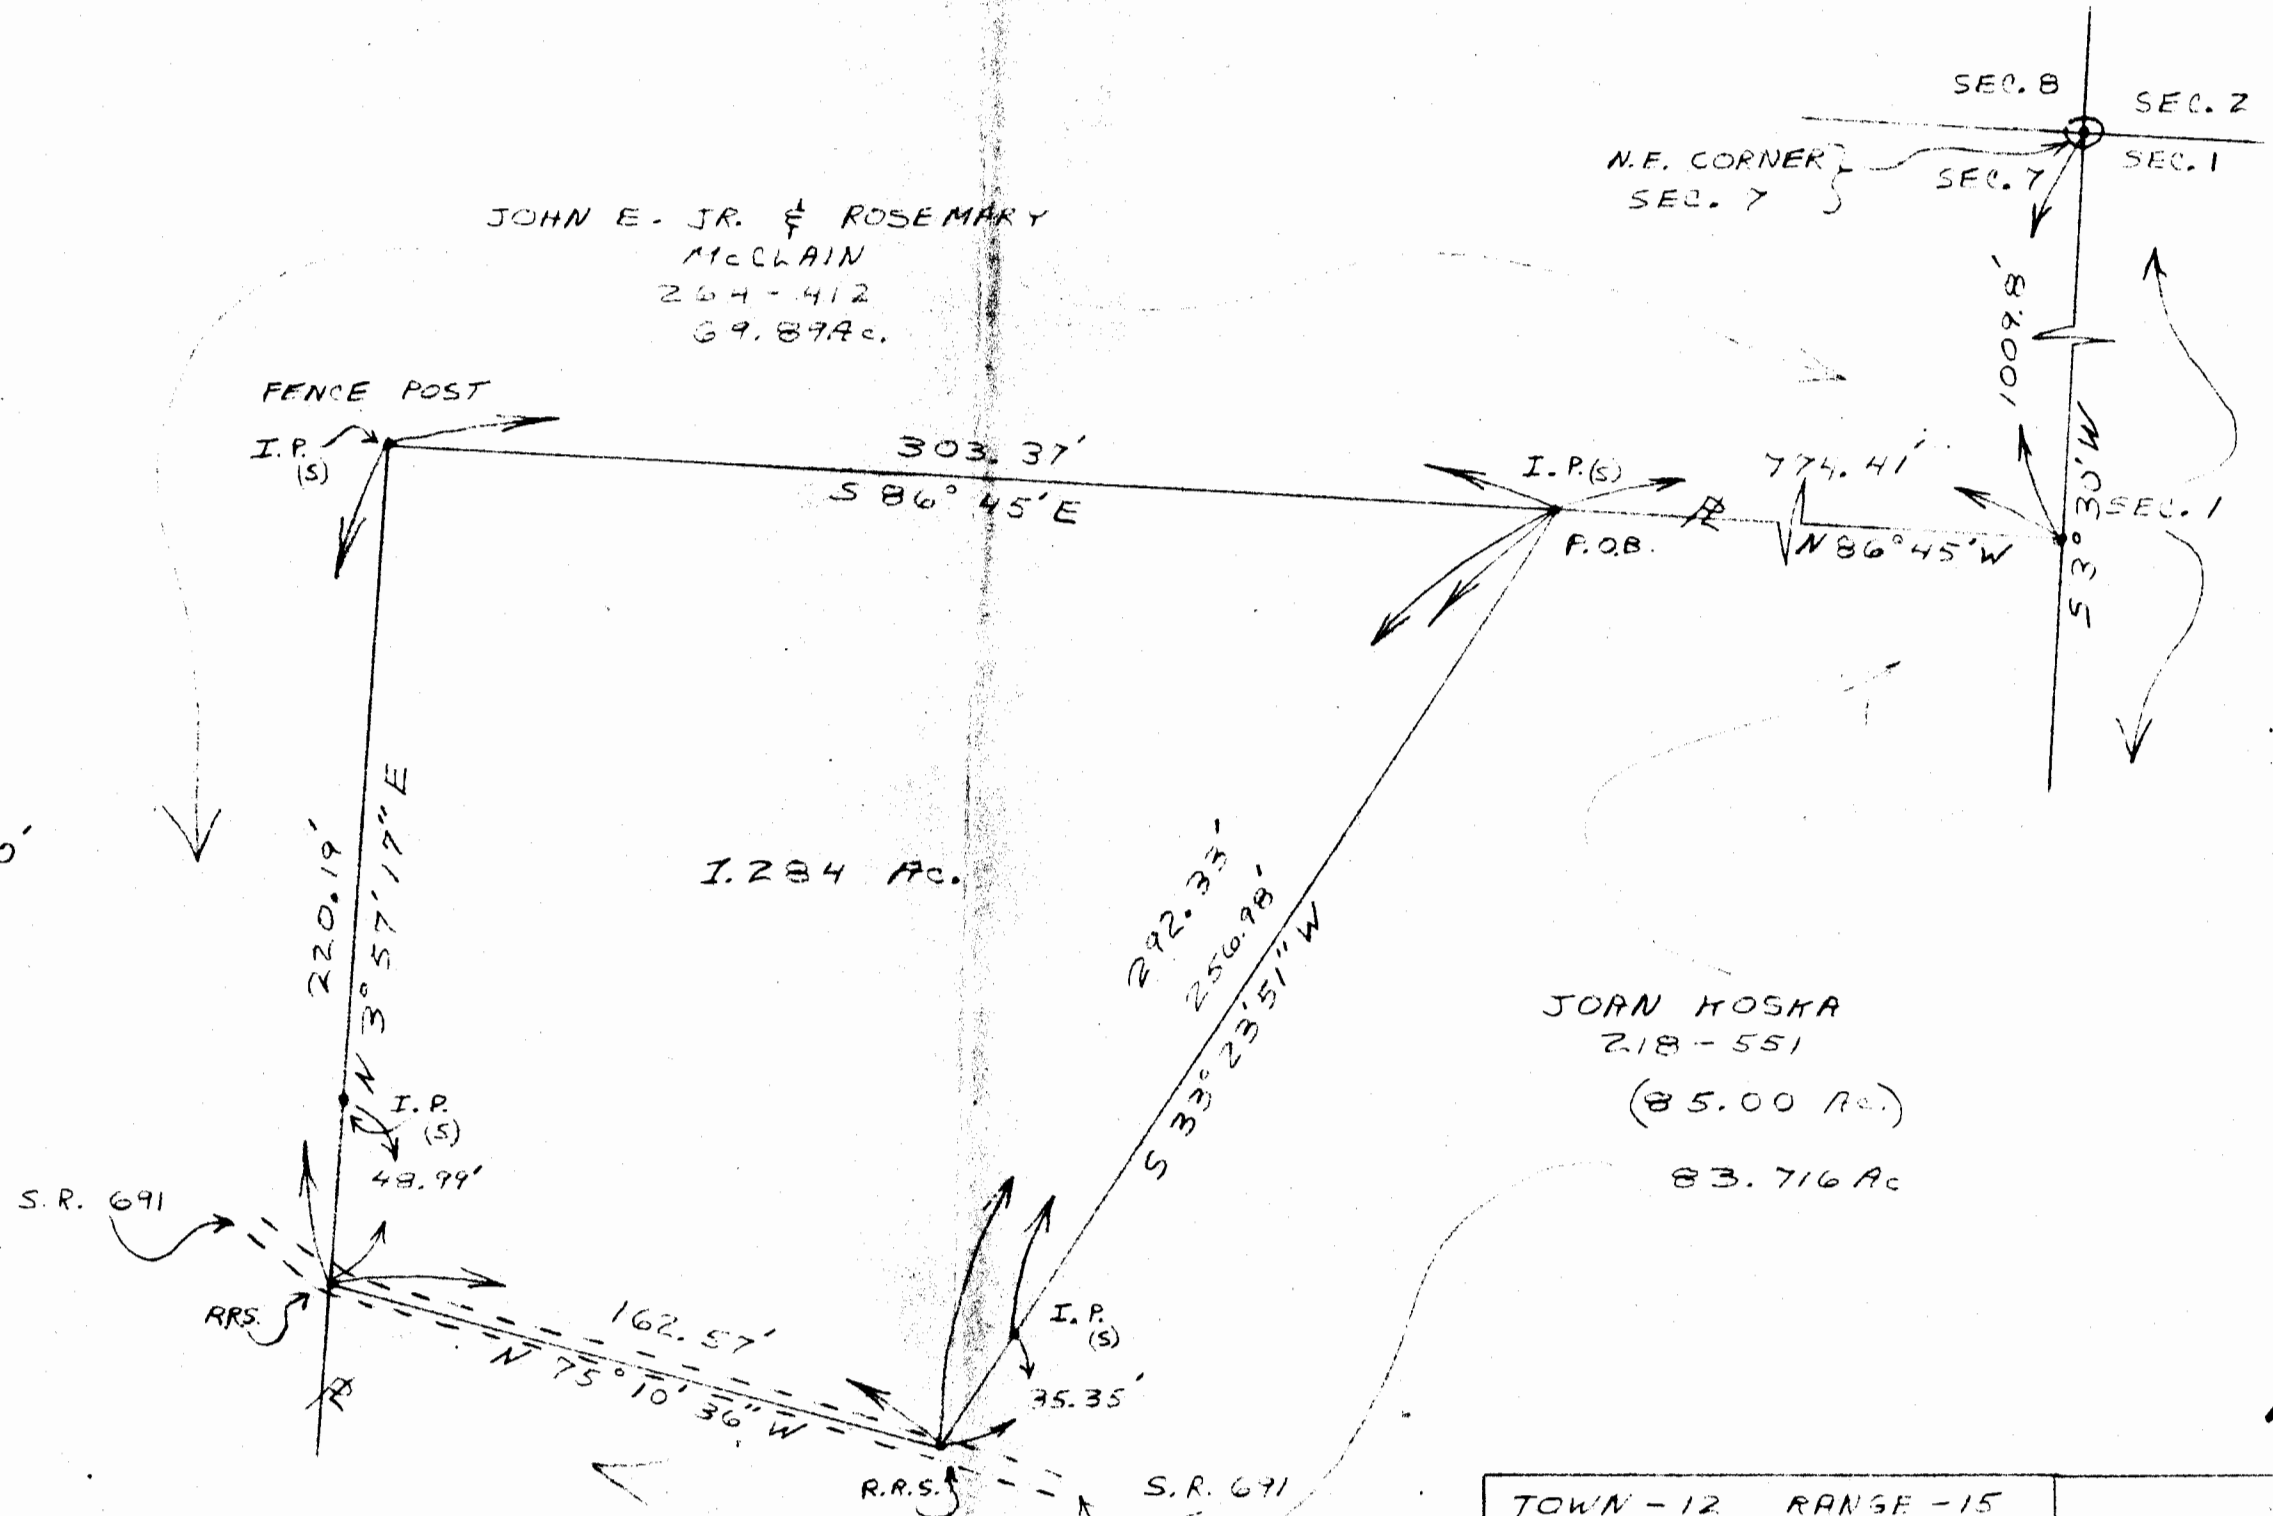 SEC. 8
SEC. 2
N.E. CORNER
SEC. 7
SEC. 7
SEC. 1
JOHN E. JR. & ROSEMARY
McCLAIN
264-412
69.89Ac.
1009.8'
S 3° 30' W
SEC. 1
FENCE POST
I.P.
(S)
303.37'
S 86° 45' E
I.P.(S)
P.O.B.
774.41'
N 86° 45' W
220.19'
N 3° 57' 17" E
1.284 Ac.
292.33'
256.98'
S 33° 23' 51" W
JOAN KOSKA
218-551
(85.00 Ac.)
83.716 Ac
I.P.
(S)
48.99'
S.R. 691
RRS.
162.57'
N 75° 10' 36" W
I.P.
(S)
35.35'
R.R.S.
S.R. 691
TOWN-12 RANGE-15